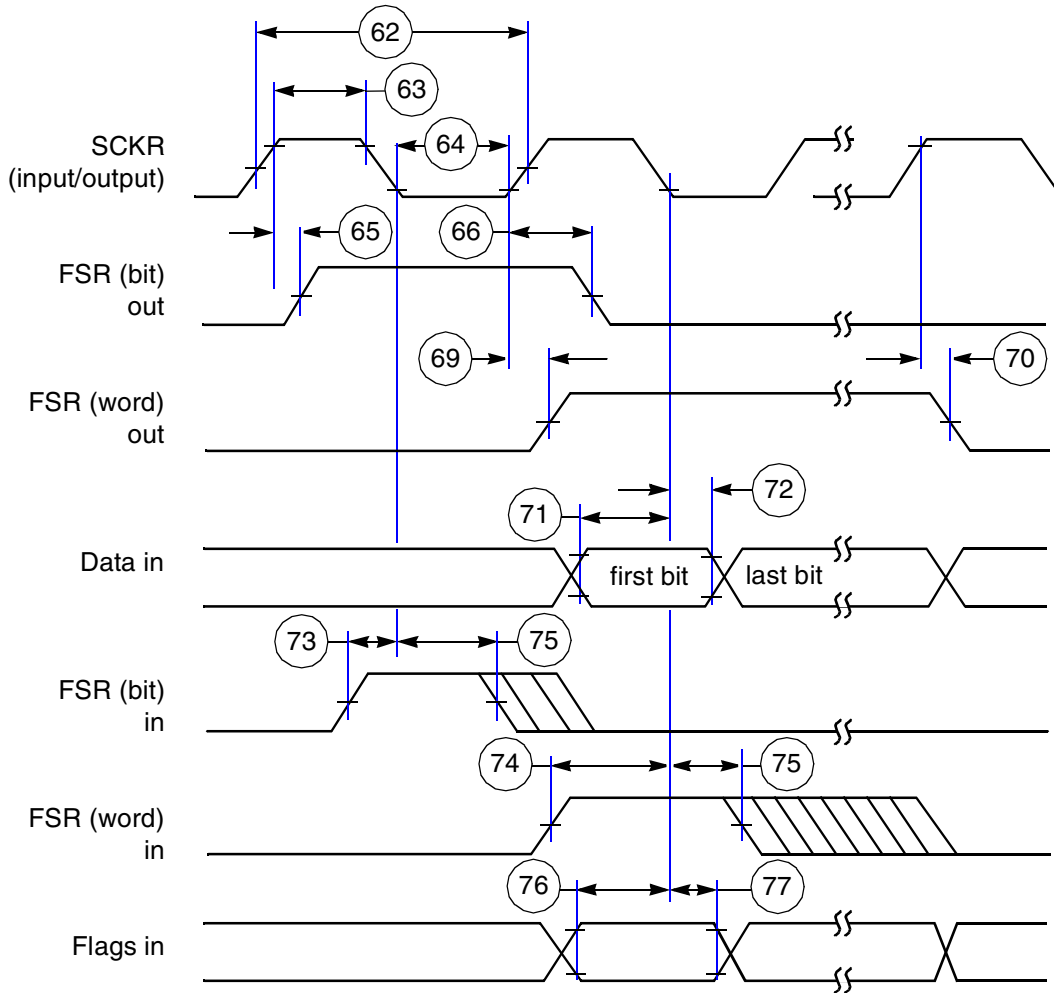 62
63
SCKR
(input/output)
64
65
66
FSR (bit)
out
69
70
FSR (word)
out
71
72
Data in
first bit
last bit
73
75
FSR (bit)
in
74
75
FSR (word)
in
76
77
Flags in